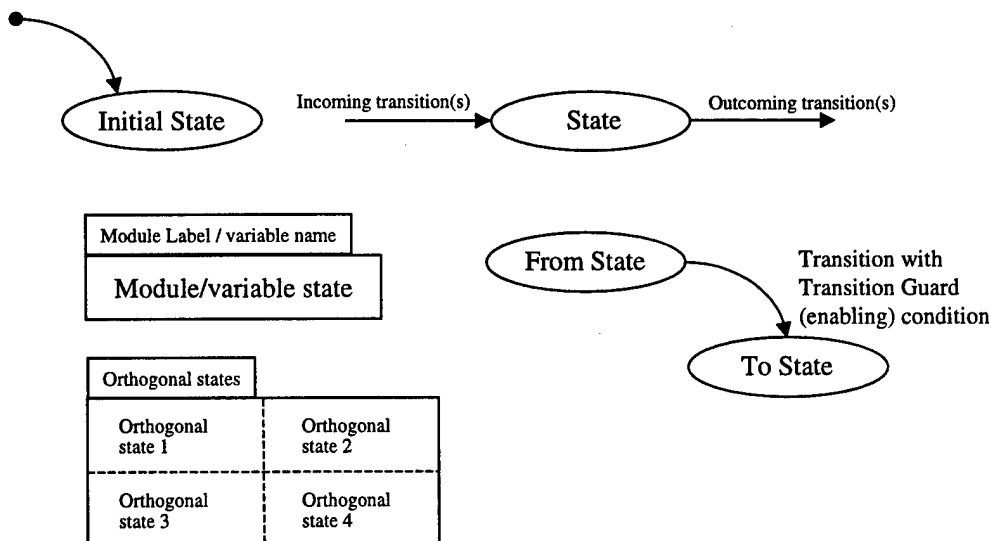 Initial State
Incoming transition(s)
State
Outcoming transition(s)
Module Label / variable name
Module/variable state
From State
Transition with
Transition Guard
(enabling) condition
To State
Orthogonal states
Orthogonal
state 1
Orthogonal
state 2
Orthogonal
state 3
Orthogonal
state 4